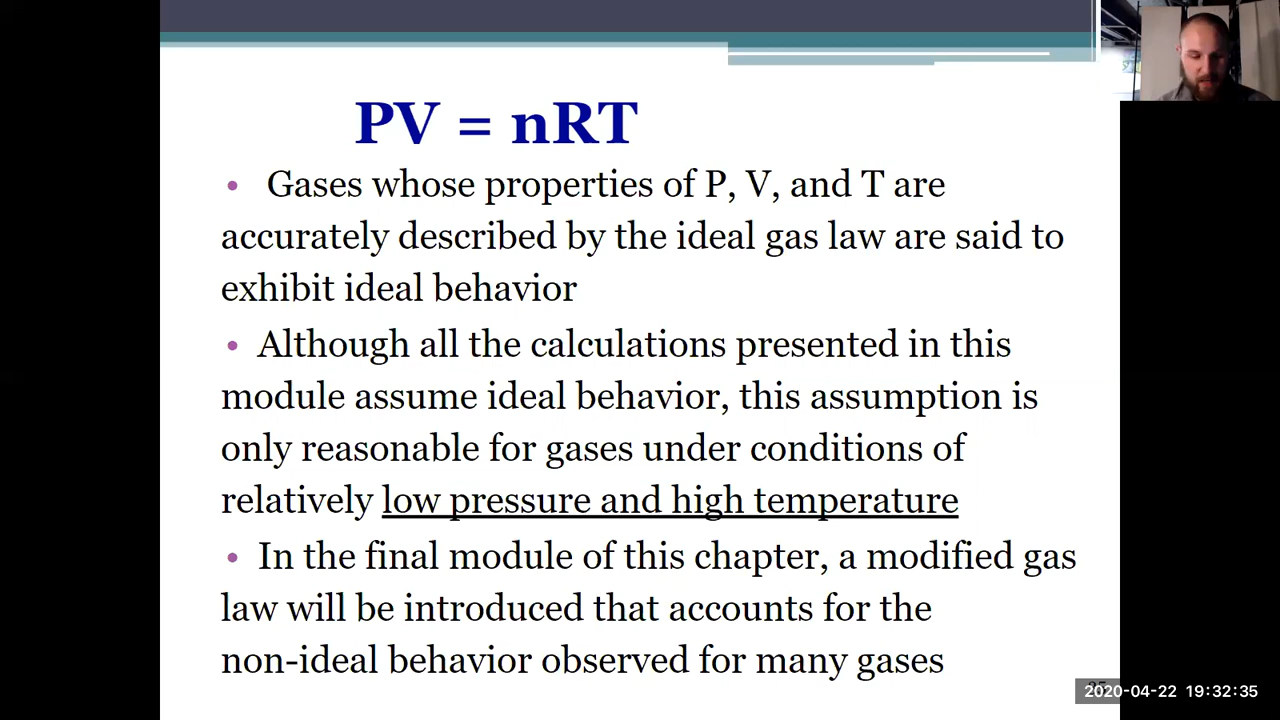 PV = nRT
• Gases whose properties of P, V, and T are
accurately described by the ideal gas law are said to
exhibit ideal behavior
• Although all the calculations presented in this
module assume ideal behavior, this assumption is
only reasonable for gases under conditions of
relatively low pressure and high temperature
• In the final module of this chapter, a modified gas
law will be introduced that accounts for the
non-ideal behavior observed for many gases
2020-04-22 19:32:35